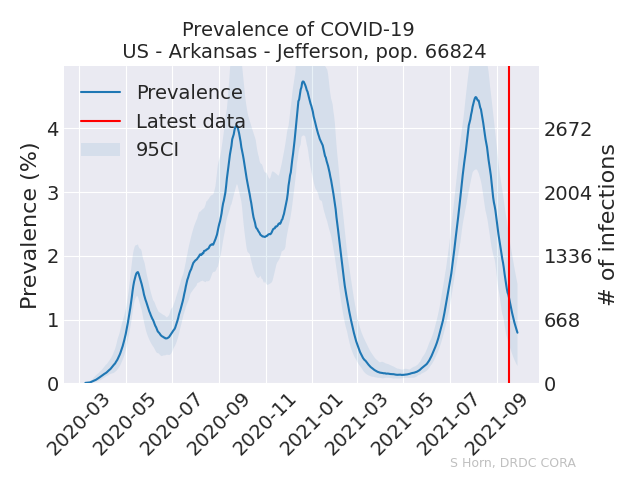 Prevalence of COVID-19
US - Arkansas - Jefferson, pop. 66824
Prevalence
Latest data
95CI
Prevalence (%)
4
3
2
1
0
2672
2004
1336
668
0
# of infections
2020-03
2020-05
2020-07
2020-09
2020-11
2021-01
2021-03
2021-05
2021-07
2021-09
S Horn, DRDC CORA